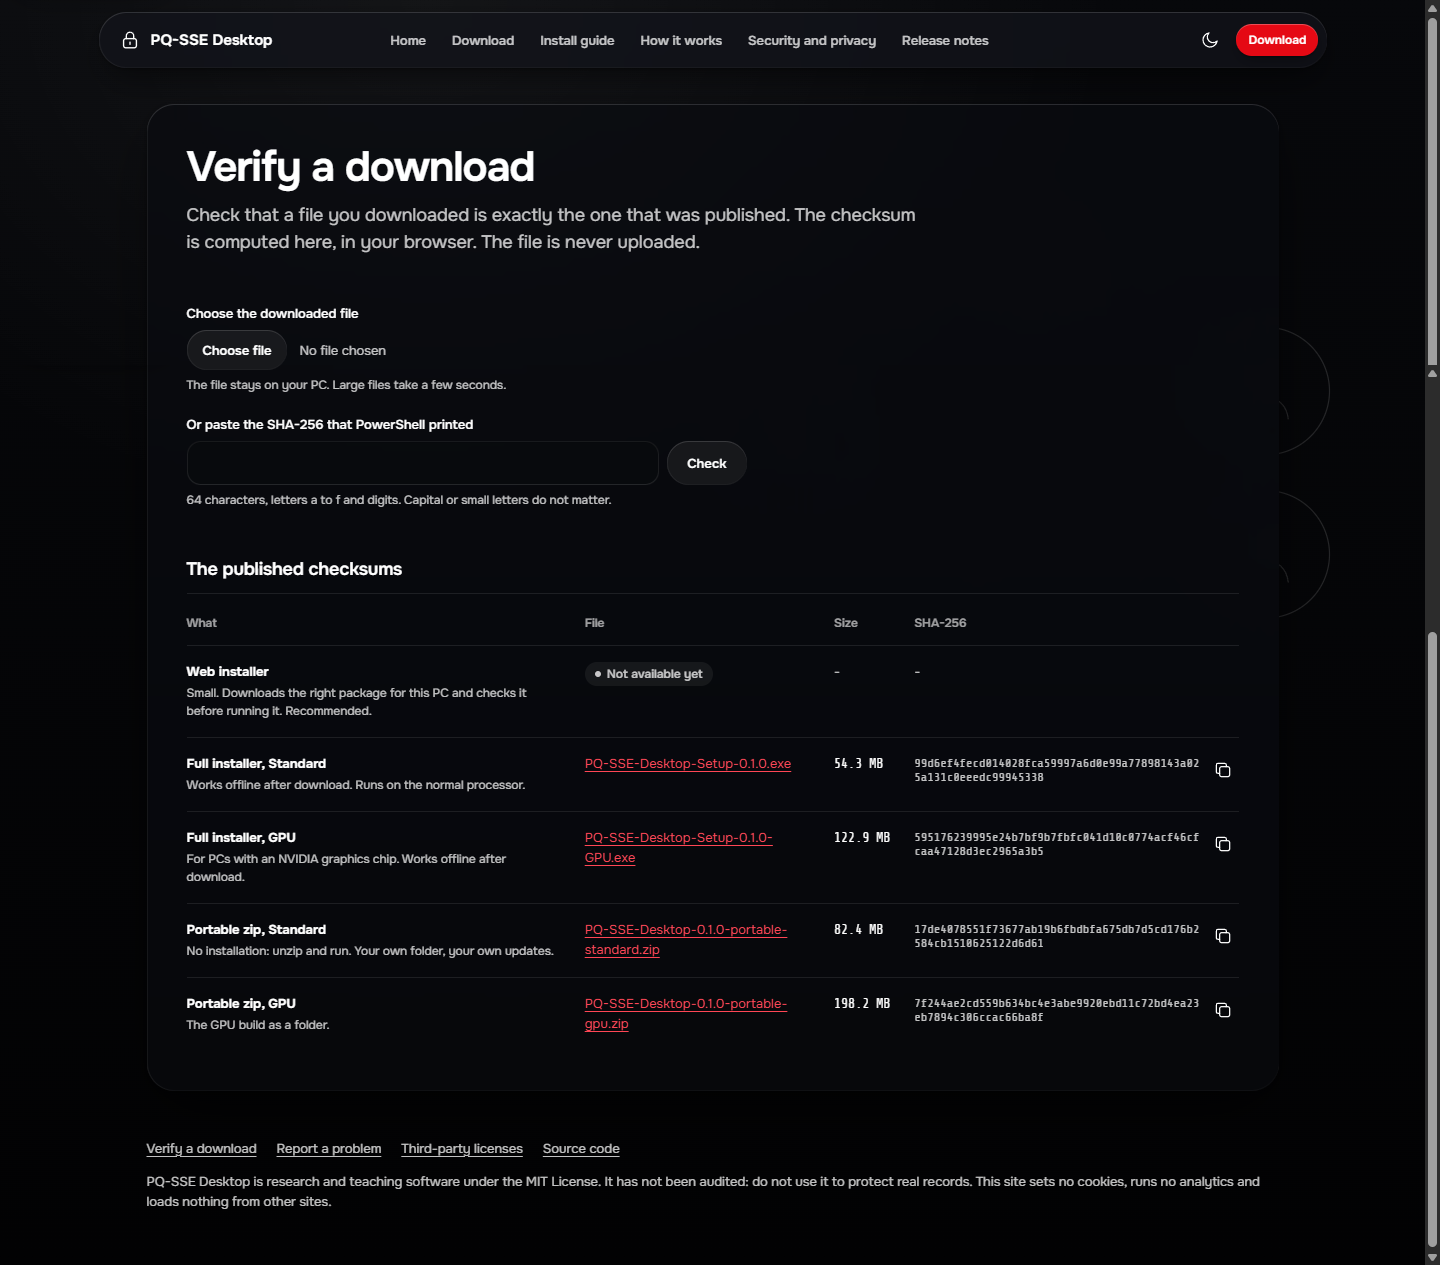 PQ-SSE Desktop
Home
Download
Install guide
How it works
Security and privacy
Release notes
Download
Verify a download
Check that a file you downloaded is exactly the one that was published. The checksum
is computed here, in your browser. The file is never uploaded.
Choose the downloaded file
Choose file
No file chosen
The file stays on your PC. Large files take a few seconds.
Or paste the SHA-256 that PowerShell printed
Check
64 characters, letters a to f and digits. Capital or small letters do not matter.
The published checksums
What
File
Size
SHA-256
Web installer
Small. Downloads the right package for this PC and checks it
before running it. Recommended.
Not available yet
-
-
Full installer, Standard
Works offline after download. Runs on the normal processor.
PQ-SSE-Desktop-Setup-0.1.0.exe
54.3 MB
99d6ef4fecd014028fca59997a6d0e99a77898143a02
5a131c0eeedc99945338
Full installer, GPU
For PCs with an NVIDIA graphics chip. Works offline after
download.
PQ-SSE-Desktop-Setup-0.1.0-
GPU.exe
122.9 MB
595176239995e24b7bf9b7fbfc041d10c0774acf46cf
caa47128d3ec2965a3b5
Portable zip, Standard
No installation: unzip and run. Your own folder, your own updates.
PQ-SSE-Desktop-0.1.0-portable-
standard.zip
82.4 MB
17de4078551f73677ab19b6fbdbfa675db7d5cd176b2
584cb1510625122d6d61
Portable zip, GPU
The GPU build as a folder.
PQ-SSE-Desktop-0.1.0-portable-
gpu.zip
198.2 MB
7f244ae2cd559b634bc4e3abe9920ebd11c72bd4ea23
eb7894c306ccac66ba8f
Verify a download
Report a problem
Third-party licenses
Source code
PQ-SSE Desktop is research and teaching software under the MIT License. It has not been audited: do not use it to protect real records. This site sets no cookies, runs no analytics and
loads nothing from other sites.